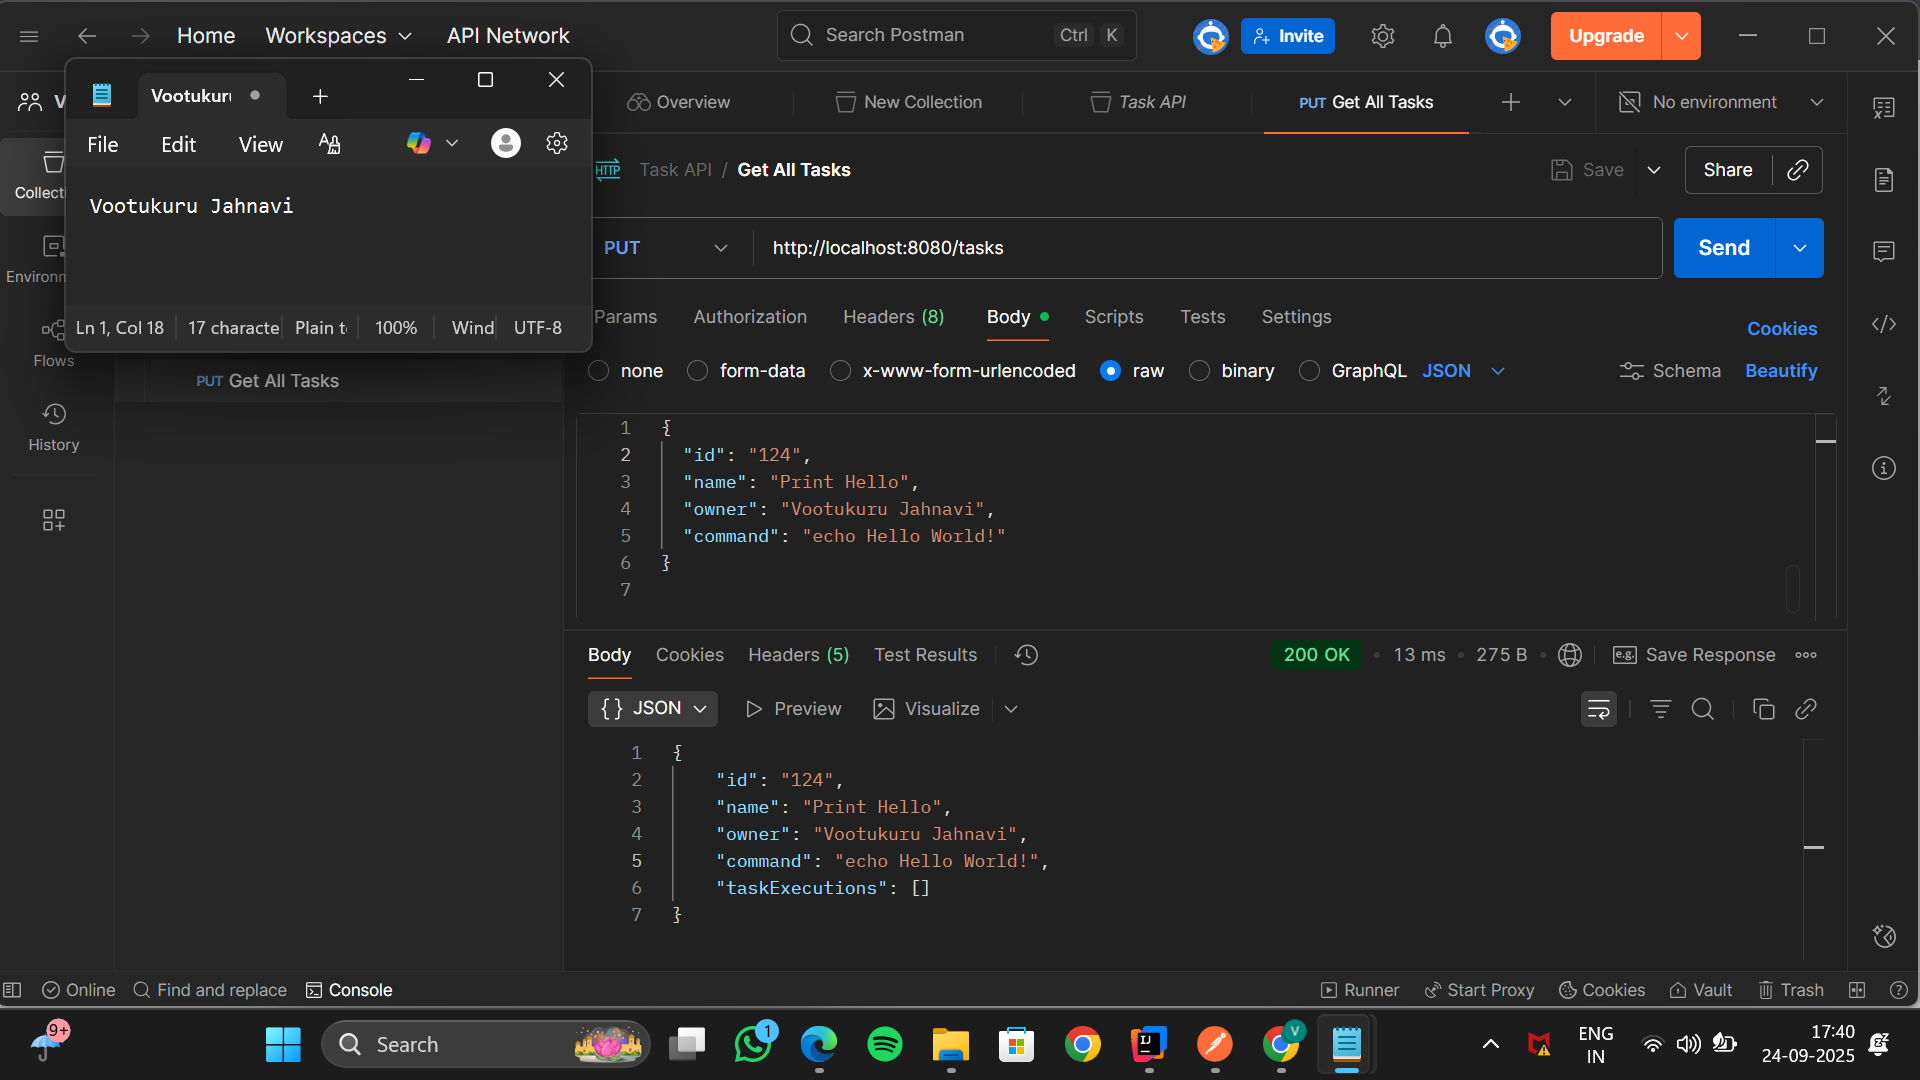 Home Workspaces API Network
Search Postman Ctrl K
Invite
Upgrade
V
Vootukuru
File Edit View
Vootukuru Jahnavi
Ln 1, Col 18 17 characte Plain t 100% Wind UTF-8
Collecti
Environn
Flows
History
PUT Get All Tasks
Overview New Collection Task API PUT Get All Tasks No environment
HTTP Task API / Get All Tasks Save Share
PUT http://localhost:8080/tasks Send
Params Authorization Headers (8) Body Scripts Tests Settings Cookies
none form-data x-www-form-urlencoded raw binary GraphQL JSON Schema Beautify
1 {
2 "id": "124",
3 "name": "Print Hello",
4 "owner": "Vootukuru Jahnavi",
5 "command": "echo Hello World!"
6 }
7
Body Cookies Headers (5) Test Results 200 OK • 13 ms • 275 B • e.g. Save Response
{} JSON Preview Visualize
1 {
2 "id": "124",
3 "name": "Print Hello",
4 "owner": "Vootukuru Jahnavi",
5 "command": "echo Hello World!",
6 "taskExecutions": []
7 }
Online Find and replace Console Runner Start Proxy Cookies Vault Trash
9+ Search 1 IJ V ENG IN 17:40
24-09-2025